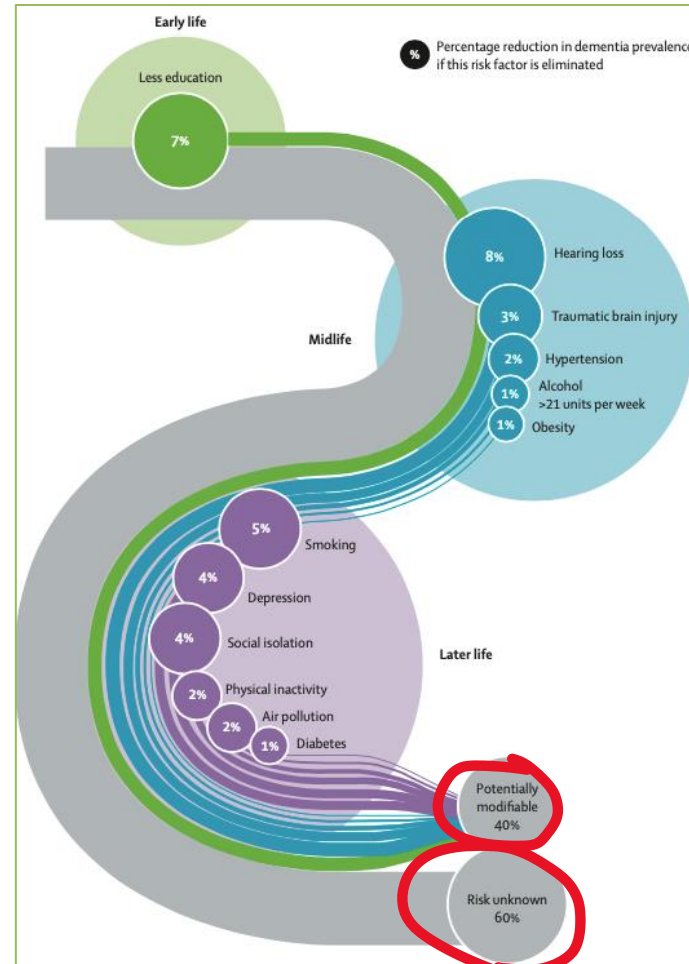 Early life
% Percentage reduction in dementia prevalence
if this risk factor is eliminated
Less education
7%
8%
Hearing loss
3%
Traumatic brain injury
Midlife
2%
Hypertension
1%
Alcohol
>21 units per week
1%
Obesity
5%
Smoking
4%
Depression
4%
Social isolation
Later life
2%
Physical inactivity
2%
Air pollution
1%
Diabetes
Potentially
modifiable
40%
Risk unknown
60%